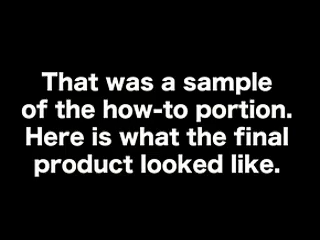 That was a sample
of the how-to portion.
Here is what the final
product looked like.